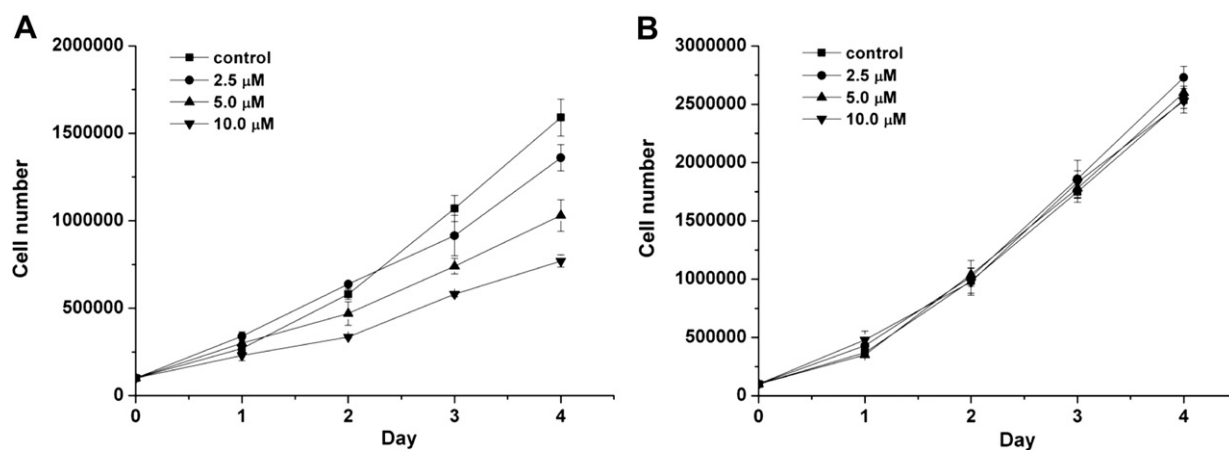 A
2000000
1500000
1000000
500000
0
Cell number
control
2.5 μM
5.0 μM
10.0 μM
0 1 2 3 4
Day
B
3000000
2500000
2000000
1500000
1000000
500000
0
Cell number
control
2.5 μM
5.0 μM
10.0 μM
0 1 2 3 4
Day